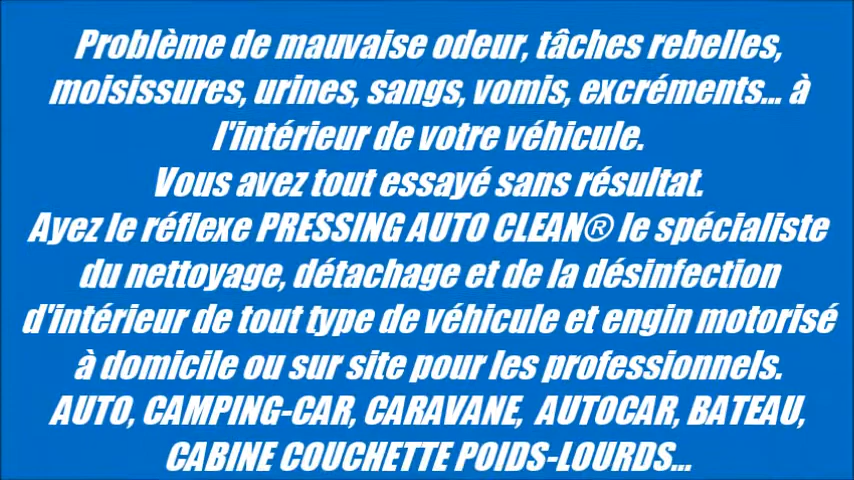 Problème de mauvaise odeur, tâches rebelles,
moisissures, urines, sangs, vomis, excréments... à
l'intérieur de votre véhicule.
Vous avez tout essayé sans résultat.
Ayez le réflexe PRESSING AUTO CLEAN® le spécialiste
du nettoyage, détachage et de la désinfection
d'intérieur de tout type de véhicule et engin motorisé
à domicile ou sur site pour les professionnels.
AUTO, CAMPING-CAR, CARAVANE, AUTOCAR, BATEAU,
CABINE COUCHETTE POIDS-LOURDS...